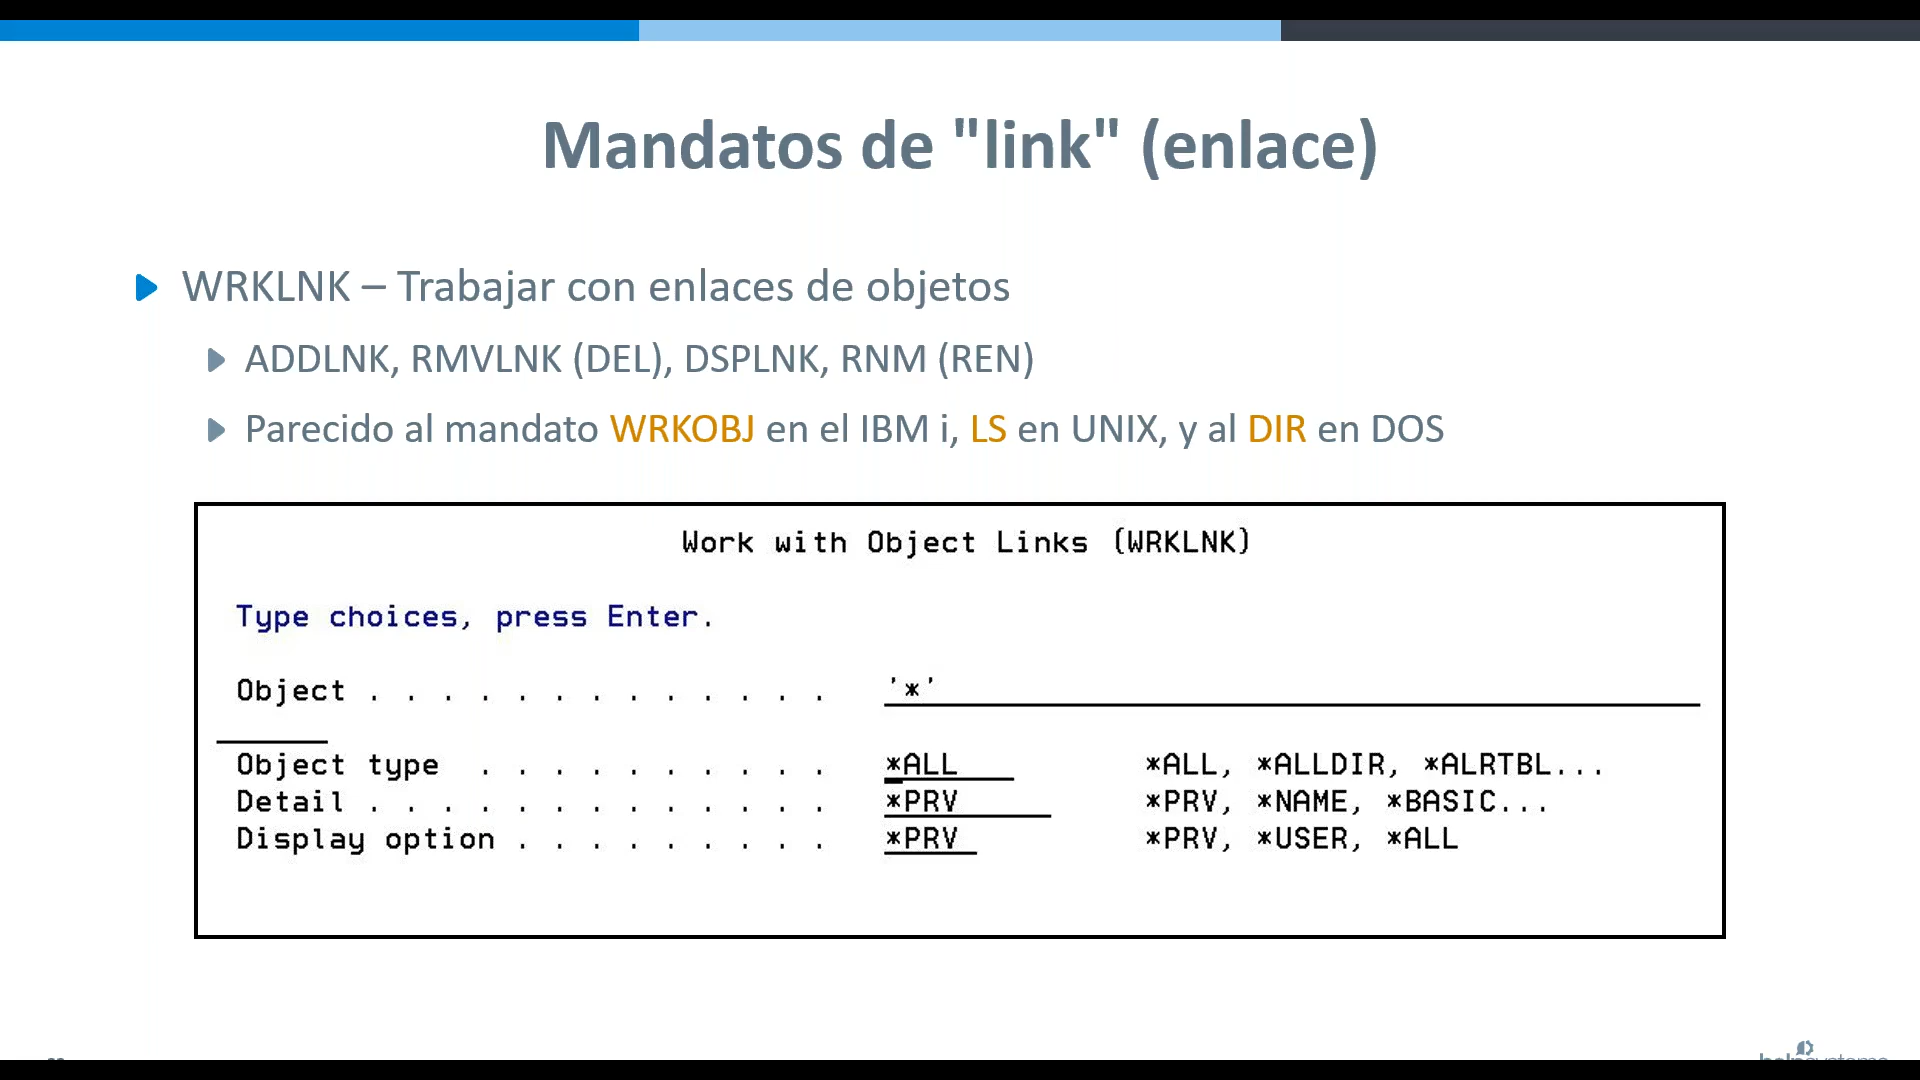 Mandatos de "link" (enlace)
WRKLNK – Trabajar con enlaces de objetos
ADDLNK, RMVLNK (DEL), DSPLNK, RNM (REN)
Parecido al mandato WRKOBJ en el IBM i, LS en UNIX, y al DIR en DOS
Work with Object Links (WRKLNK)
Type choices, press Enter.
Object . . . . . . . . . . . . . '*'
Object type . . . . . . . . . . *ALL *ALL, *ALLDIR, *ALRTBL...
Detail . . . . . . . . . . . . . *PRV *PRV, *NAME, *BASIC...
Display option . . . . . . . . . *PRV *PRV, *USER, *ALL